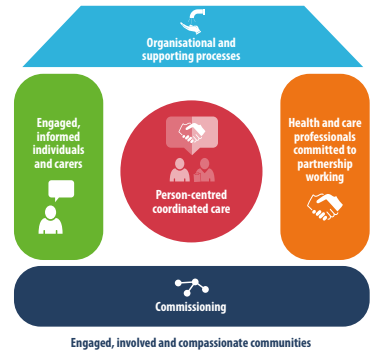 Organisational and
supporting processes
Engaged,
informed
individuals
and carers
Person-centred
coordinated care
Health and care
professionals
committed to
partnership
working
Commissioning
Engaged, involved and compassionate communities